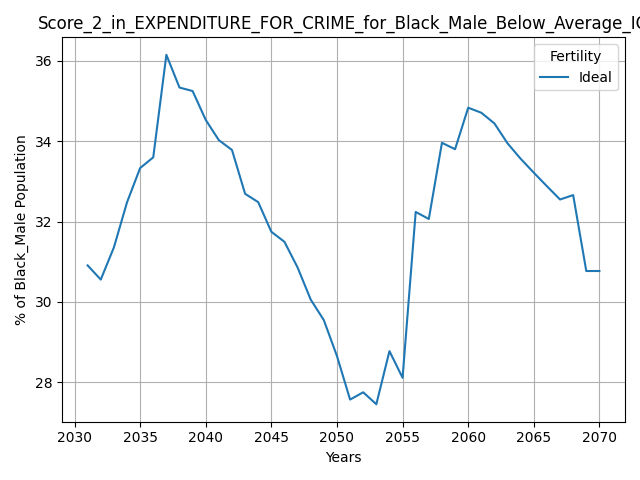 Score_2_in_EXPENDITURE_FOR_CRIME_for_Black_Male_Below_Average_IQ
Fertility
Ideal
36
34
32
30
28
% of Black_Male Population
2030 2035 2040 2045 2050 2055 2060 2065 2070
Years